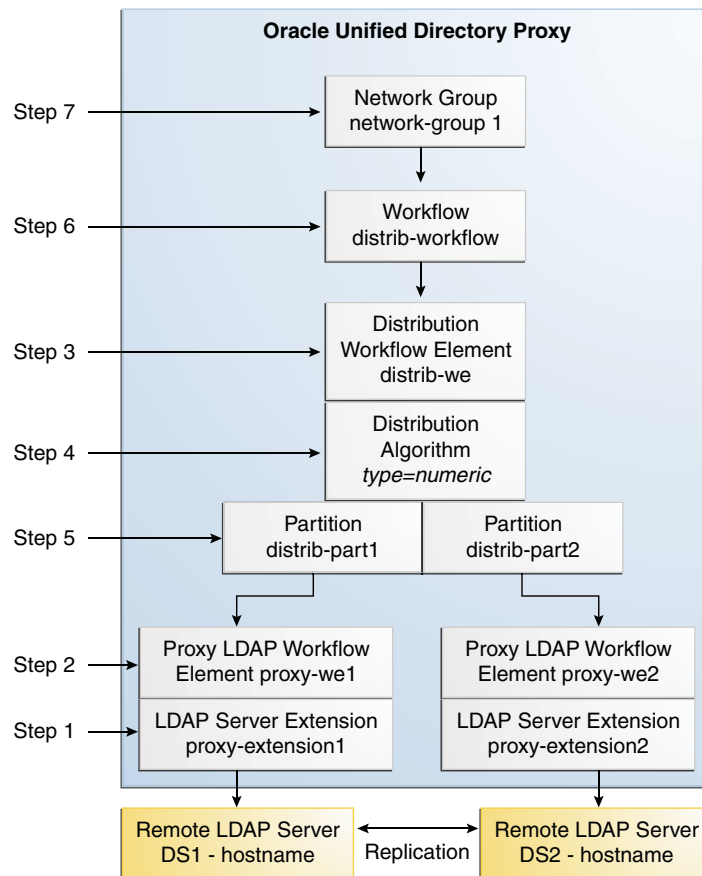 Oracle Unified Directory Proxy
Step 7
Network Group
network-group 1
Step 6
Workflow
distrib-workflow
Step 3
Distribution
Workflow Element
distrib-we
Step 4
Distribution
Algorithm
type=numeric
Step 5
Partition
distrib-part1
Partition
distrib-part2
Step 2
Proxy LDAP Workflow
Element proxy-we1
Proxy LDAP Workflow
Element proxy-we2
Step 1
LDAP Server Extension
proxy-extension1
LDAP Server Extension
proxy-extension2
Remote LDAP Server
DS1 - hostname
Replication
Remote LDAP Server
DS2 - hostname